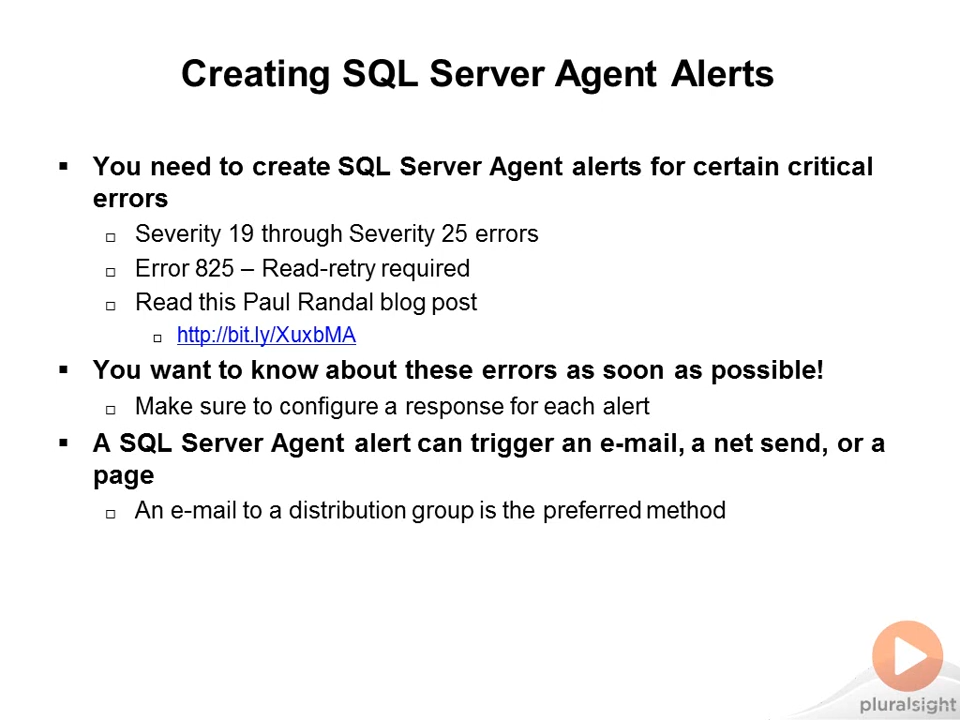 Creating SQL Server Agent Alerts
You need to create SQL Server Agent alerts for certain critical
errors
Severity 19 through Severity 25 errors
Error 825 – Read-retry required
Read this Paul Randal blog post
http://bit.ly/XuxbMA
You want to know about these errors as soon as possible!
Make sure to configure a response for each alert
A SQL Server Agent alert can trigger an e-mail, a net send, or a
page
An e-mail to a distribution group is the preferred method
pluralsight